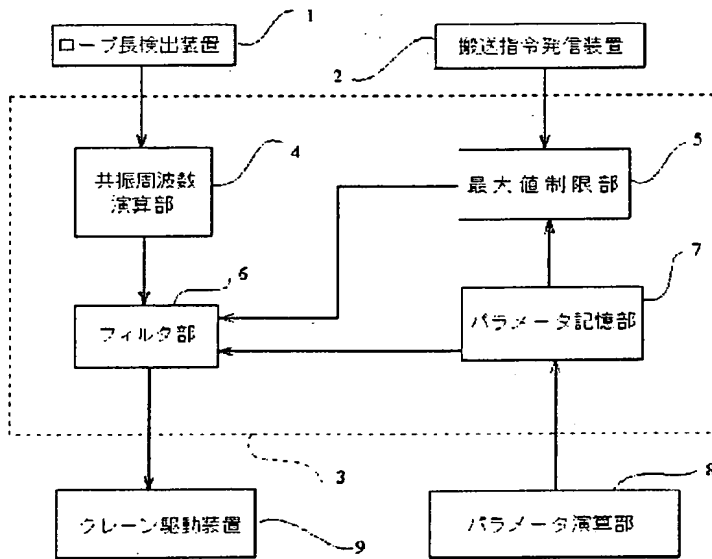 1
ロープ長検出装置
2
搬送指令発信装置
4
共振周波数
演算部
5
最大値制限部
6
フィルタ部
7
パラメータ記憶部
3
8
クレーン駆動装置
9
パラメータ演算部